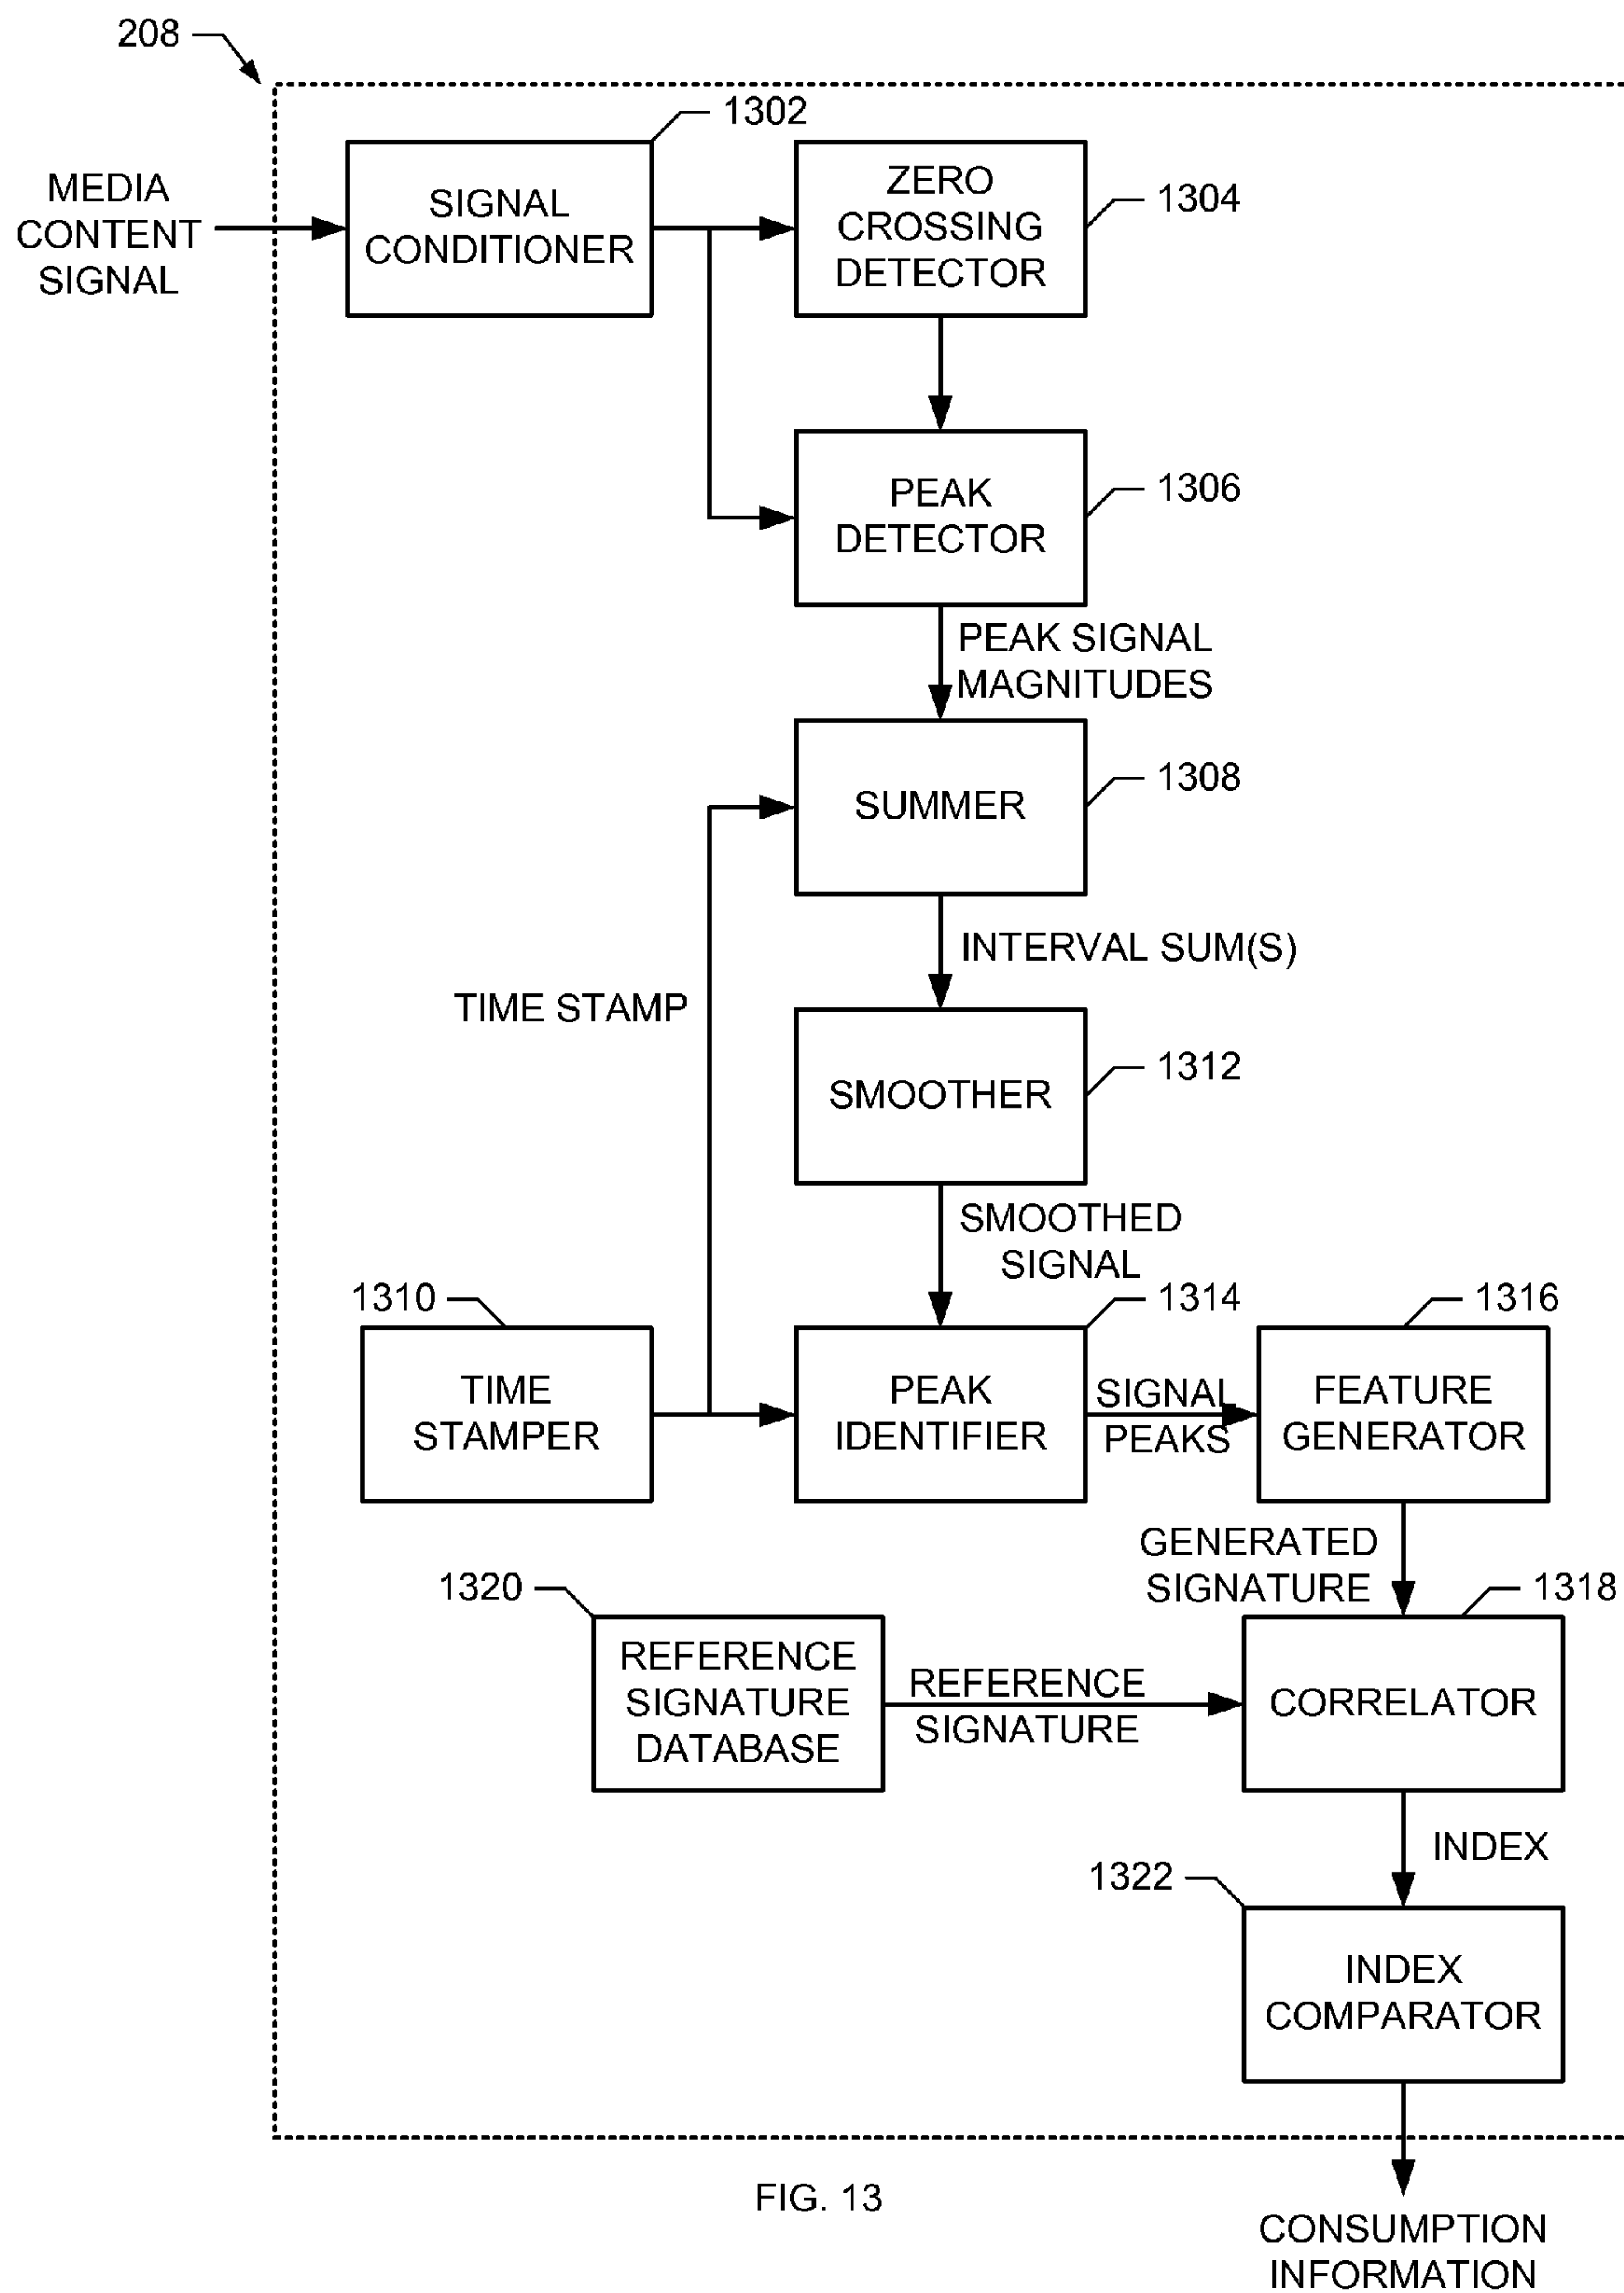 208
1302
MEDIA
CONTENT
SIGNAL
SIGNAL
CONDITIONER
ZERO
CROSSING
DETECTOR
1304
PEAK
DETECTOR
1306
PEAK SIGNAL
MAGNITUDES
SUMMER
1308
INTERVAL SUM(S)
TIME STAMP
SMOOTHER
1312
SMOOTHED
SIGNAL
1310
1314
1316
TIME
STAMPER
PEAK
IDENTIFIER
SIGNAL
PEAKS
FEATURE
GENERATOR
GENERATED
SIGNATURE
1320
1318
REFERENCE
SIGNATURE
DATABASE
REFERENCE
SIGNATURE
CORRELATOR
INDEX
1322
INDEX
COMPARATOR
FIG. 13
CONSUMPTION
INFORMATION